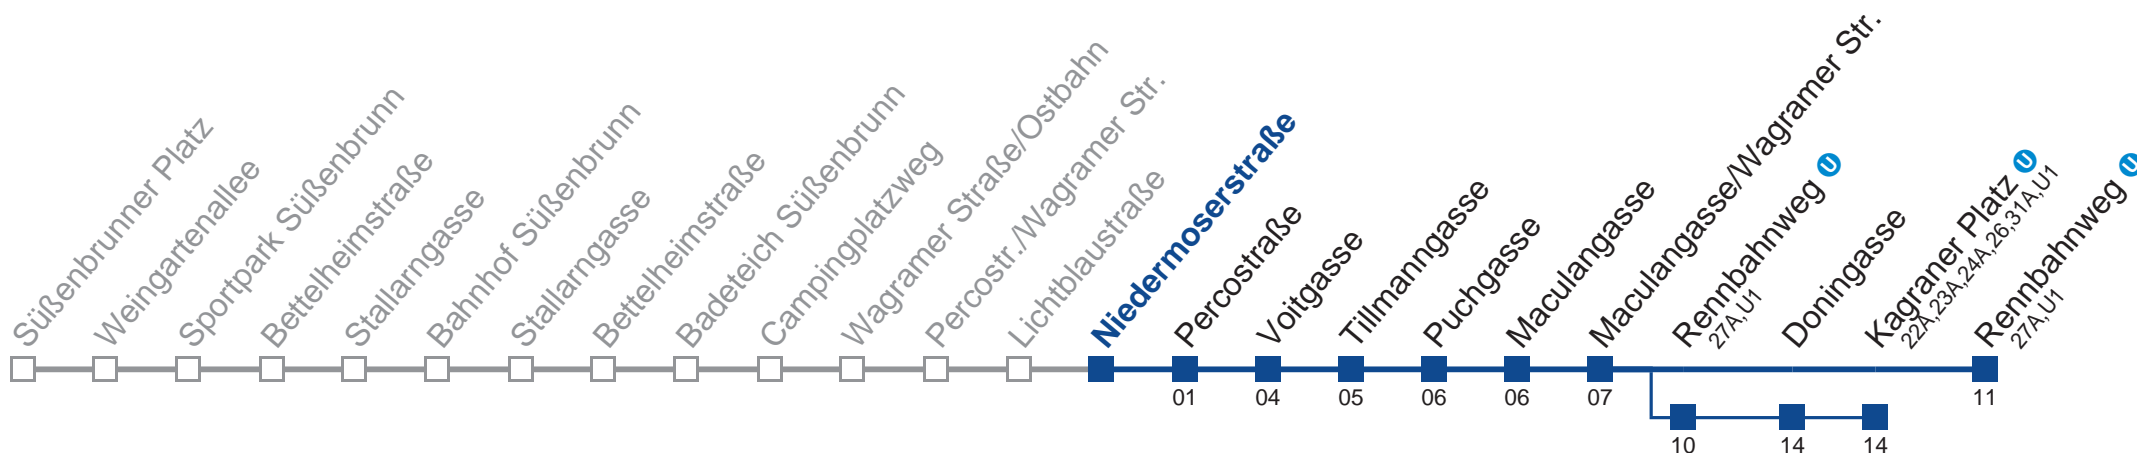 Süßenbrunner Platz
Weingartenallee
Sportpark Süßenbrunn
Bettelheimstraße
Stallarngasse
Bahnhof Süßenbrunn
Stallarngasse
Bettelheimstraße
Badeteich Süßenbrunn
Campingplatzweg
Wagramer Straße/Ostbahn
Percostr./Wagramer Str.
Lichtblaustraße
Niedermoserstraße
Percostraße
Voitgasse
Tillmanngasse
Puchgasse
Maculangasse
Maculangasse/Wagramer Str.
Rennbahnweg U
27A,U1
Doningasse
Kagraner Platz U
22A,23A,24A,26,31A,U1
Rennbahnweg U
27A,U1
01 04 05 06 06 07 11
10 14 14